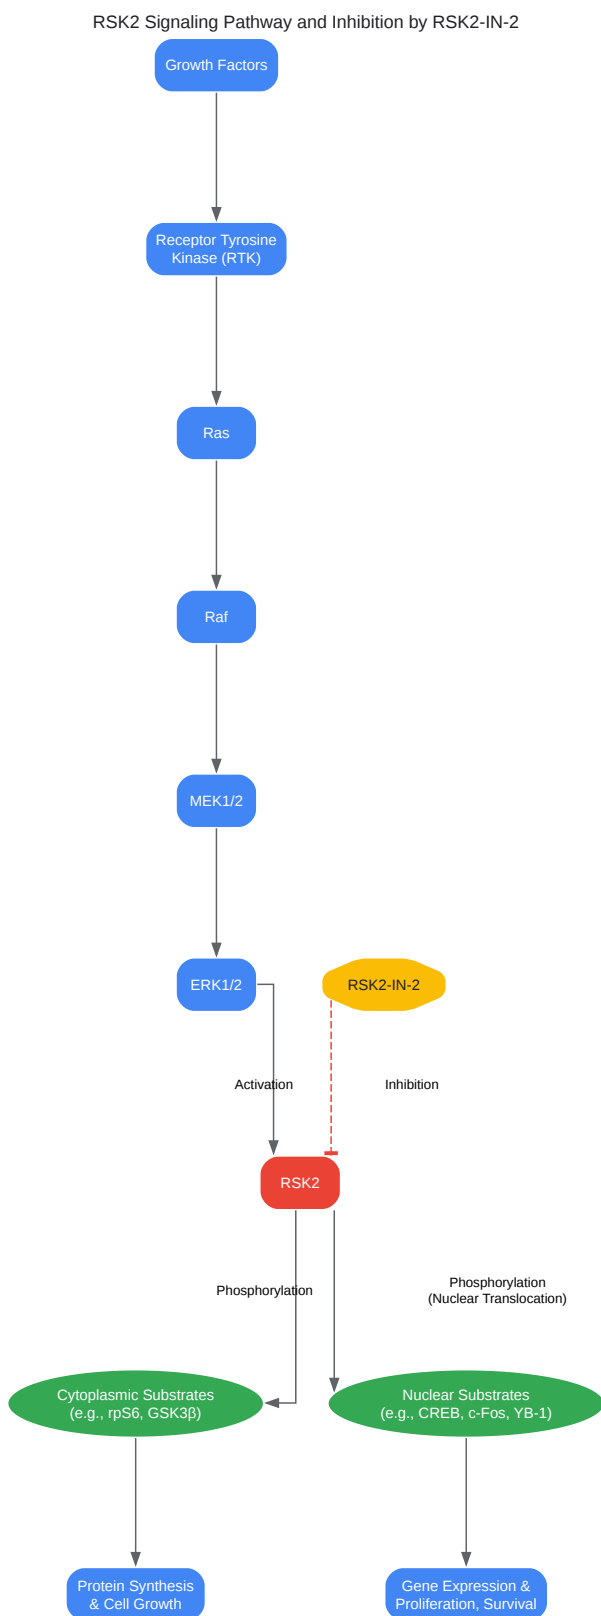 RSK2 Signaling Pathway and Inhibition by RSK2-IN-2
Growth Factors
Receptor Tyrosine
Kinase (RTK)
Ras
Raf
MEK1/2
ERK1/2
RSK2-IN-2
Activation
Inhibition
RSK2
Phosphorylation
Phosphorylation
(Nuclear Translocation)
Cytoplasmic Substrates
(e.g., rpS6, GSK3β)
Nuclear Substrates
(e.g., CREB, c-Fos, YB-1)
Protein Synthesis
& Cell Growth
Gene Expression &
Proliferation, Survival